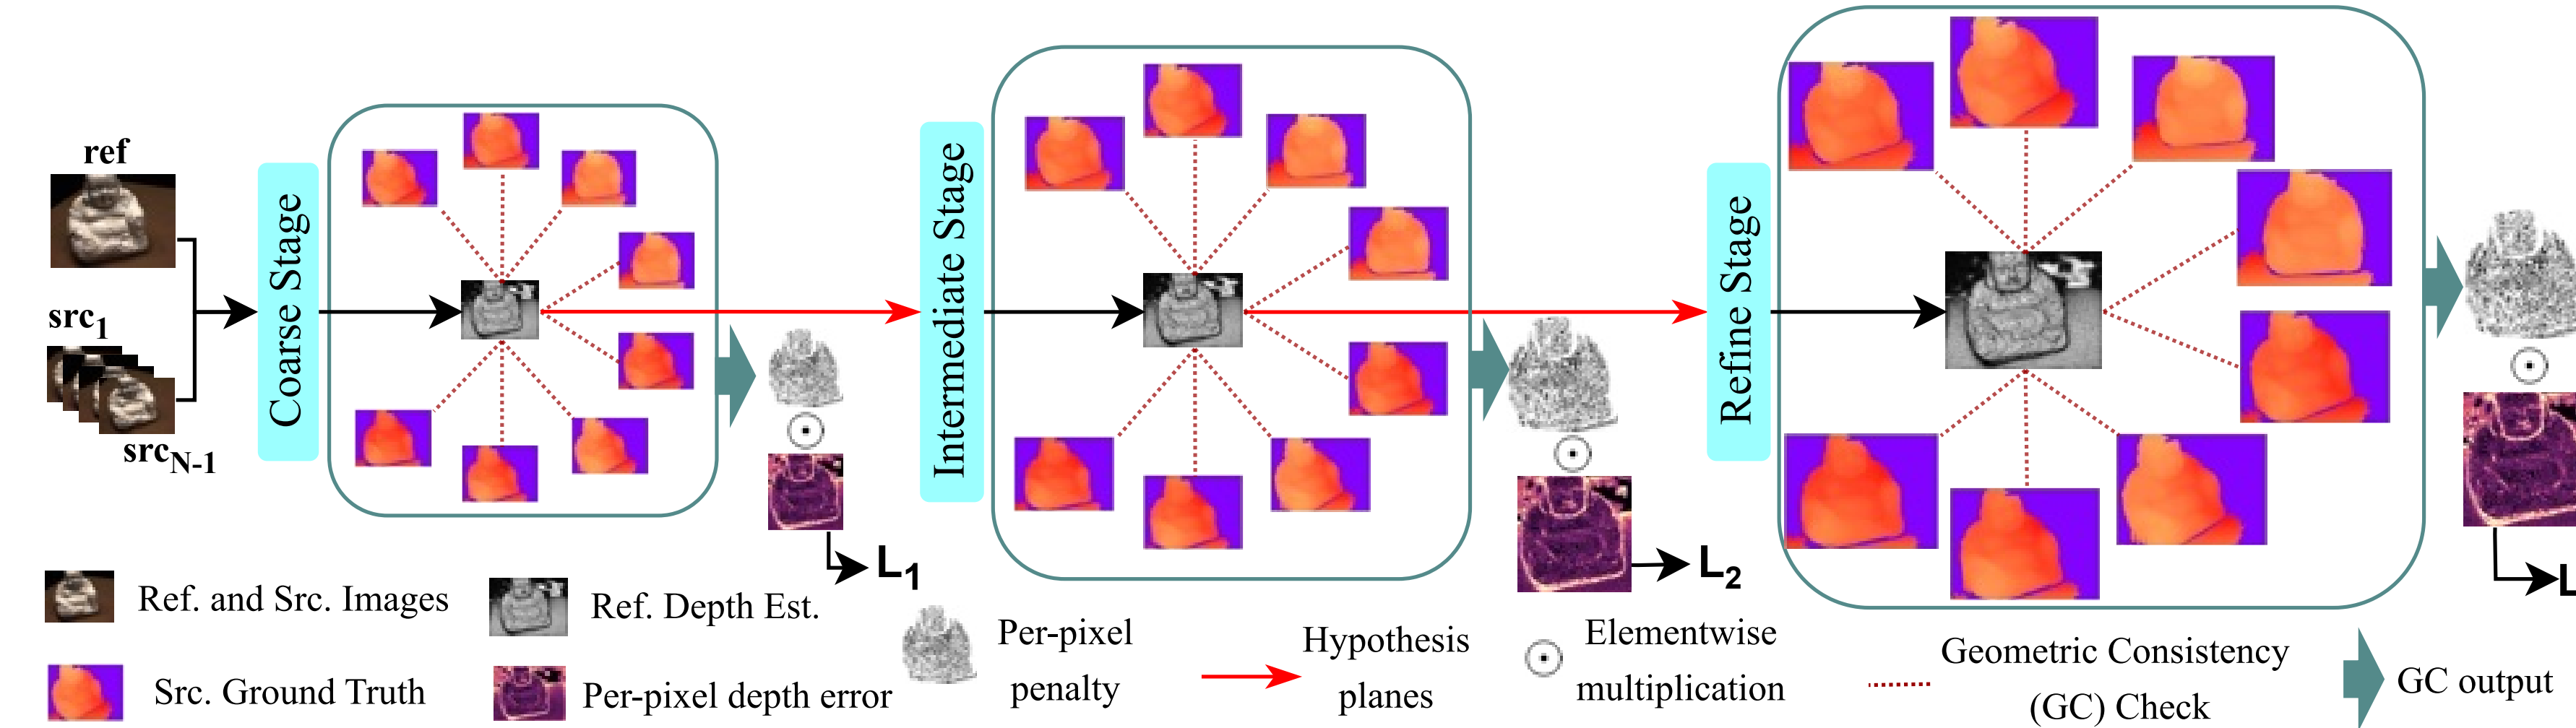 ref
src1
srcN-1
Coarse Stage
L1
Intermediate Stage
L2
Refine Stage
L
Ref. and Src. Images
Ref. Depth Est.
Src. Ground Truth
Per-pixel depth error
Per-pixel
penalty
Hypothesis
planes
Elementwise
multiplication
Geometric Consistency
(GC) Check
GC output